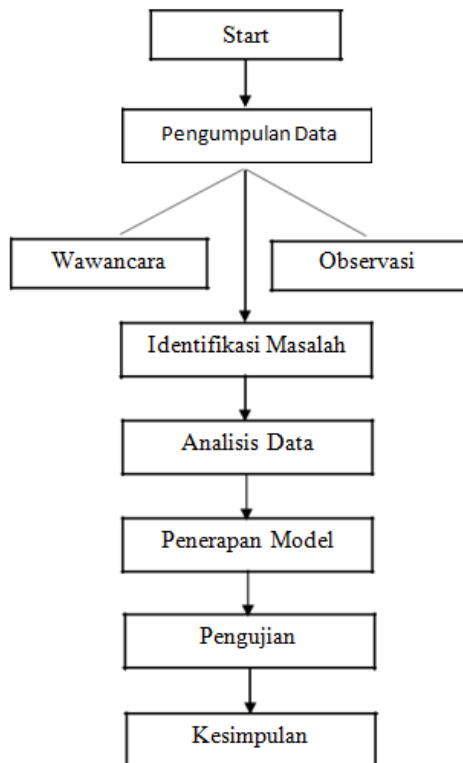 Start
Pengumpulan Data
Wawancara
Observasi
Identifikasi Masalah
Analisis Data
Penerapan Model
Pengujian
Kesimpulan